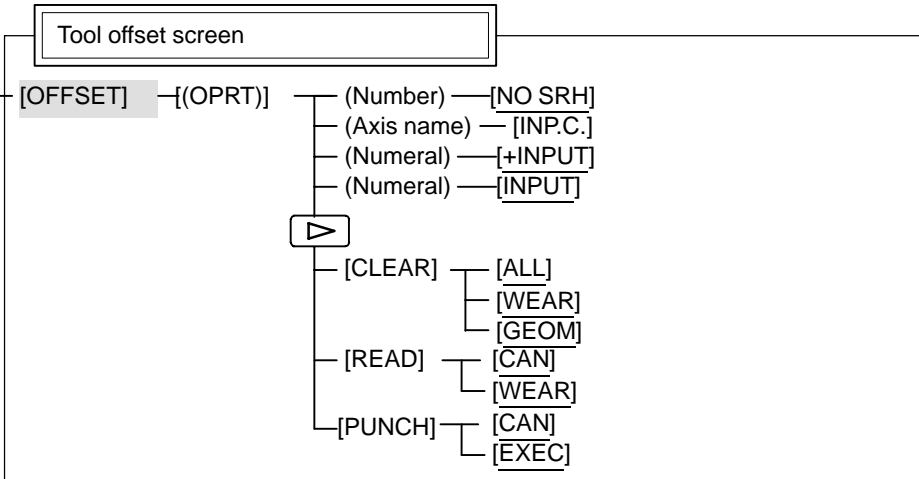 Tool offset screen
[OFFSET] [(OPRT)] (Number) [NO SRH]
(Axis name) [INP.C.]
(Numeral) [+INPUT]
(Numeral) [INPUT]
[CLEAR] [ALL]
[WEAR]
[GEOM]
[READ] [CAN]
[WEAR]
[PUNCH] [CAN]
[EXEC]